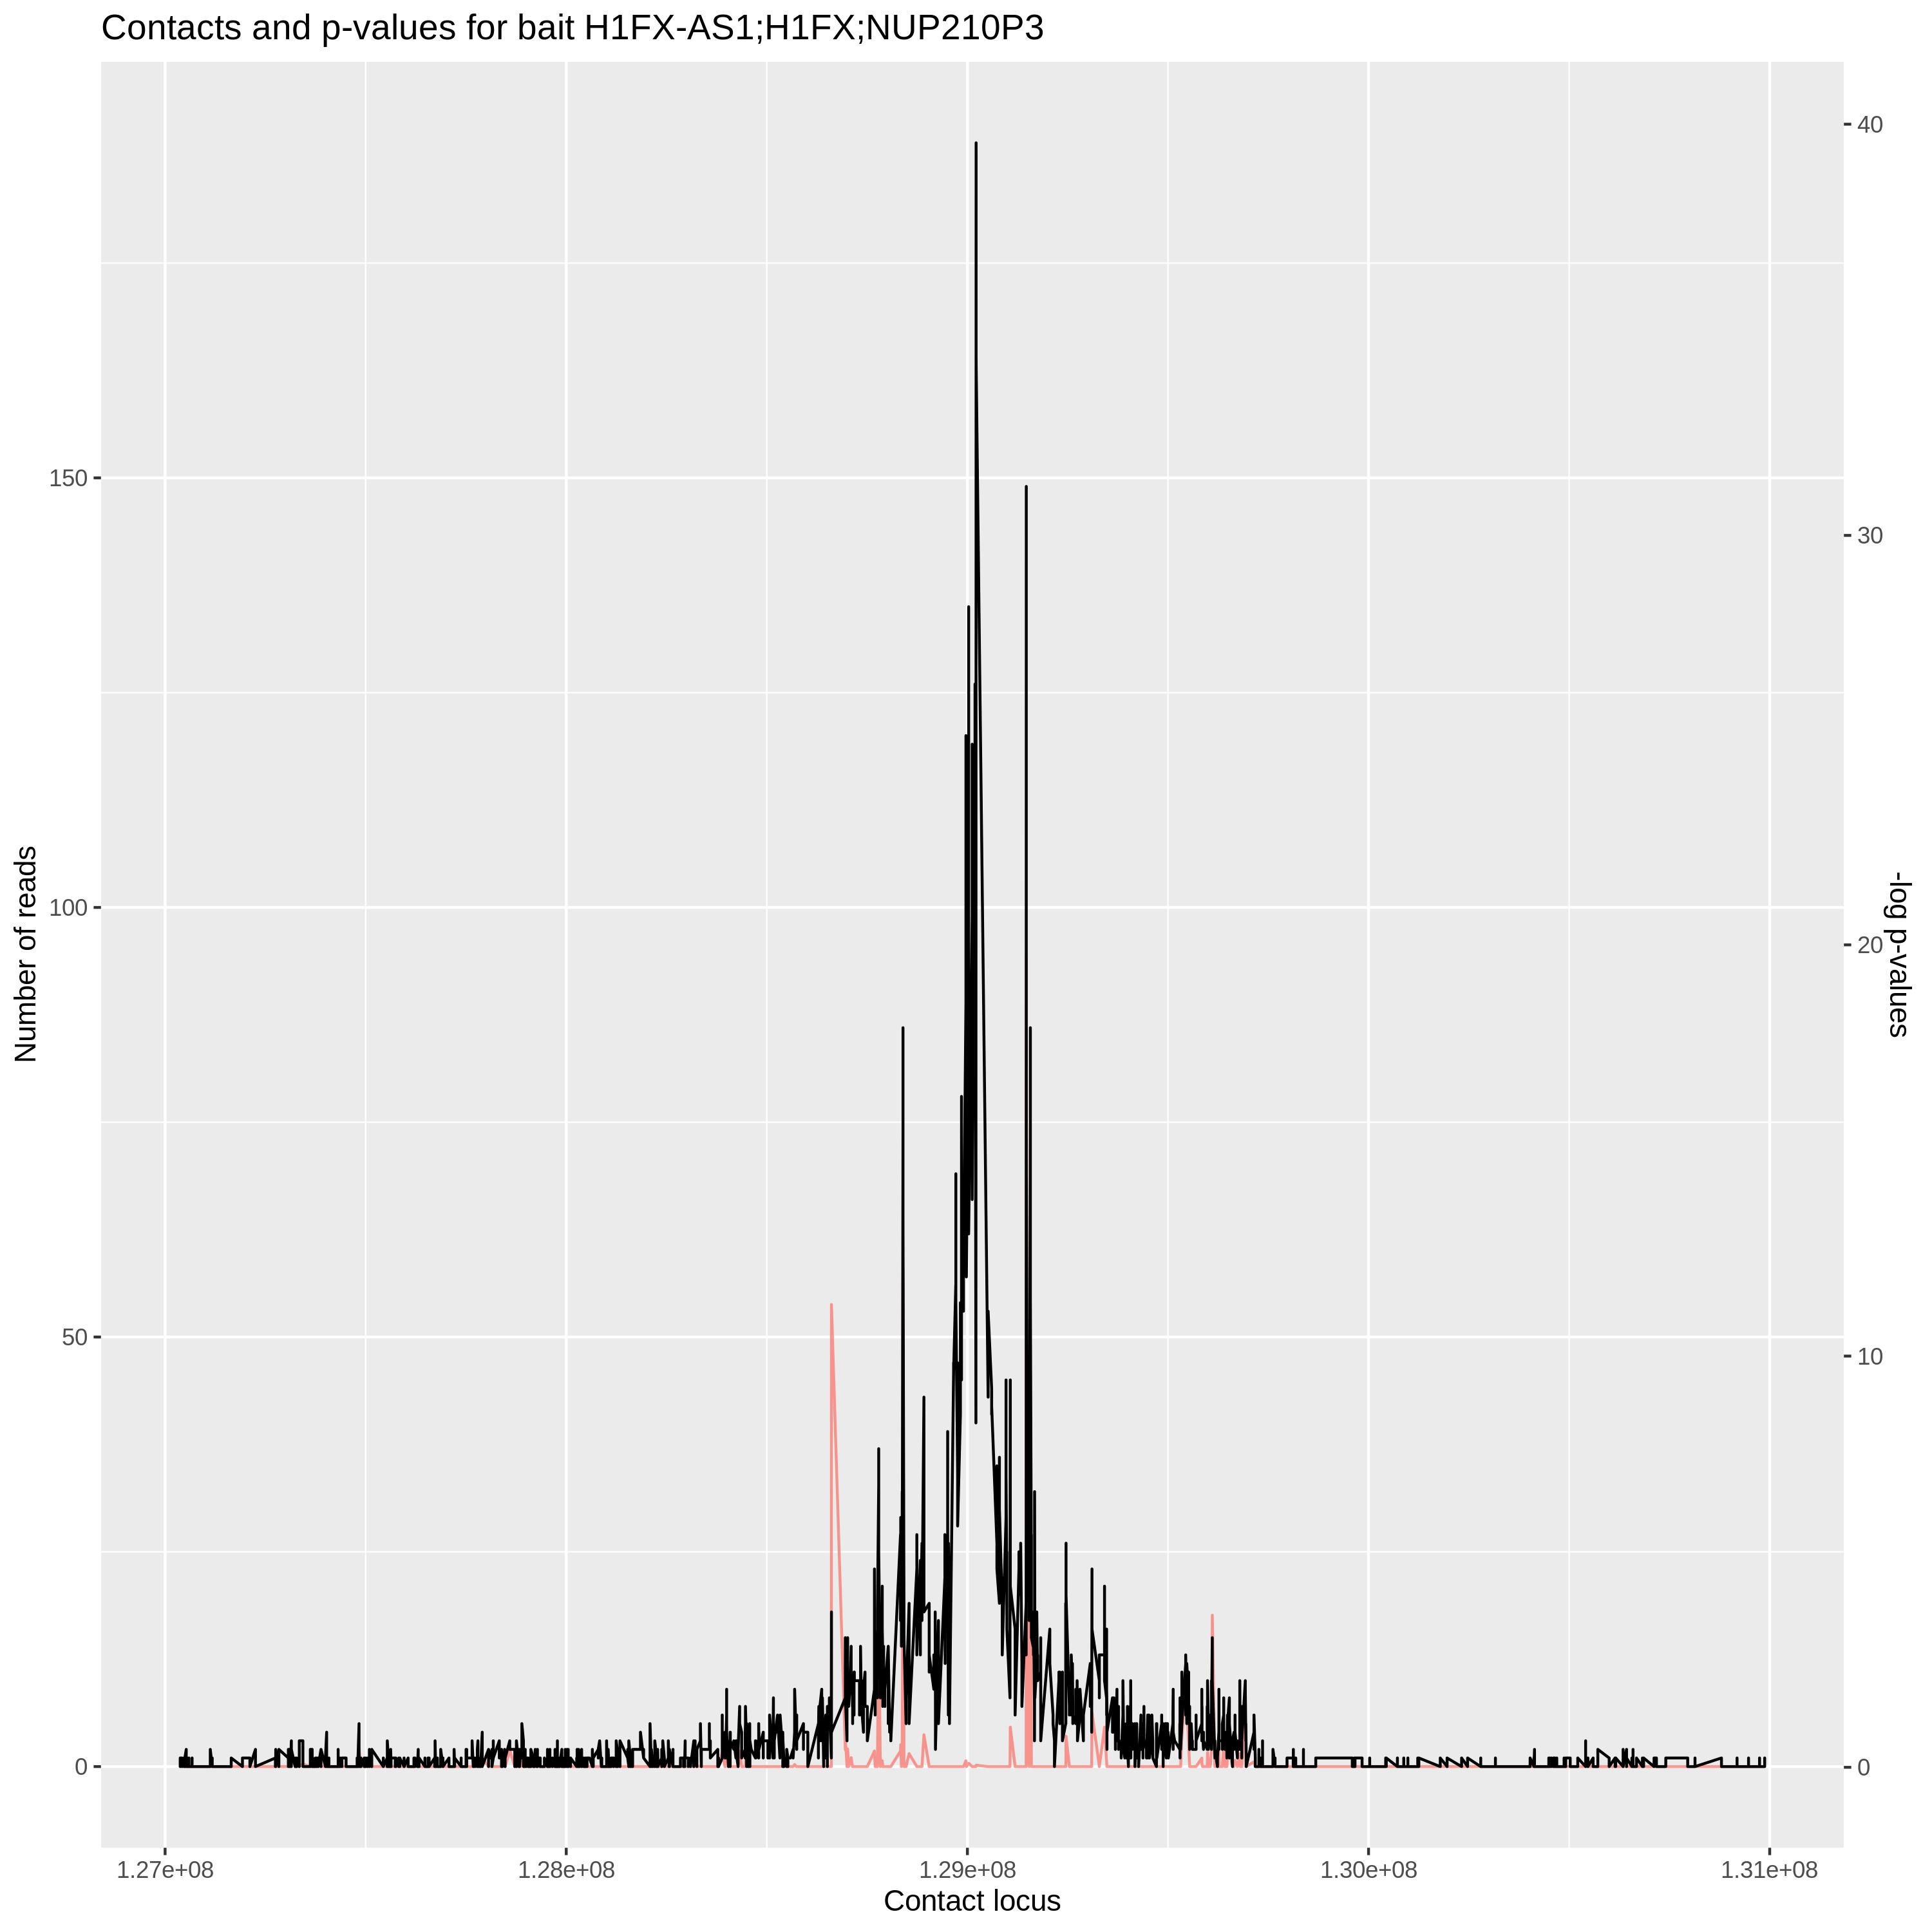 Contacts and p-values for bait H1FX-AS1;H1FX;NUP210P3
40
150
30
Number of reads
100
20
-log p-values
50
10
0
0
1.27e+08
1.28e+08
1.29e+08
1.30e+08
1.31e+08
Contact locus